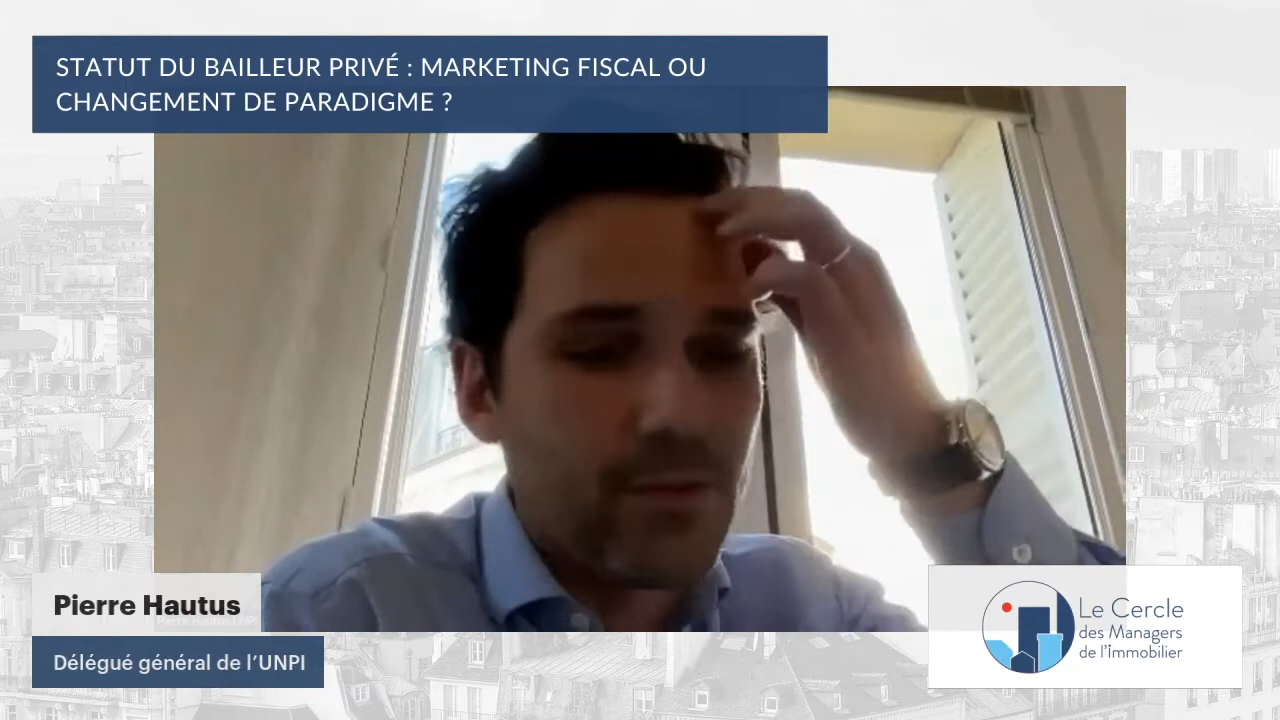 STATUT DU BAILLEUR PRIVÉ : MARKETING FISCAL OU
CHANGEMENT DE PARADIGME ?
Pierre Hautus
Délégué général de l’UNPI
Le Cercle
des Managers
de l’Immobilier